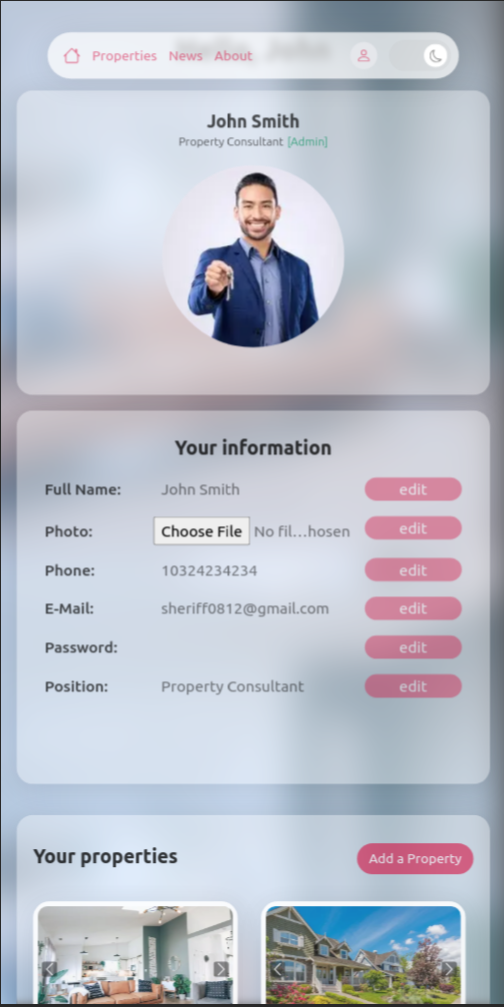 Properties News About
John Smith
Property Consultant [Admin]
Your information
Full Name: John Smith edit
Photo: Choose File No fil...hosen edit
Phone: 10324234234 edit
E-Mail: sheriff0812@gmail.com edit
Password: edit
Position: Property Consultant edit
Your properties Add a Property